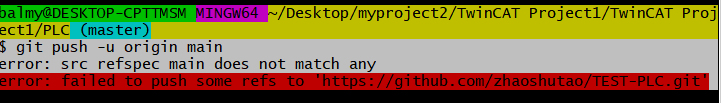 balmy@DESKTOP-CPTTMSM MINGW64 ~/Desktop/myproject2/TwinCAT Project1/TwinCAT Proj
ect1/PLC (master)
$ git push -u origin main
error: src refspec main does not match any
error: failed to push some refs to 'https://github.com/zhaoshutao/TEST-PLC.git'